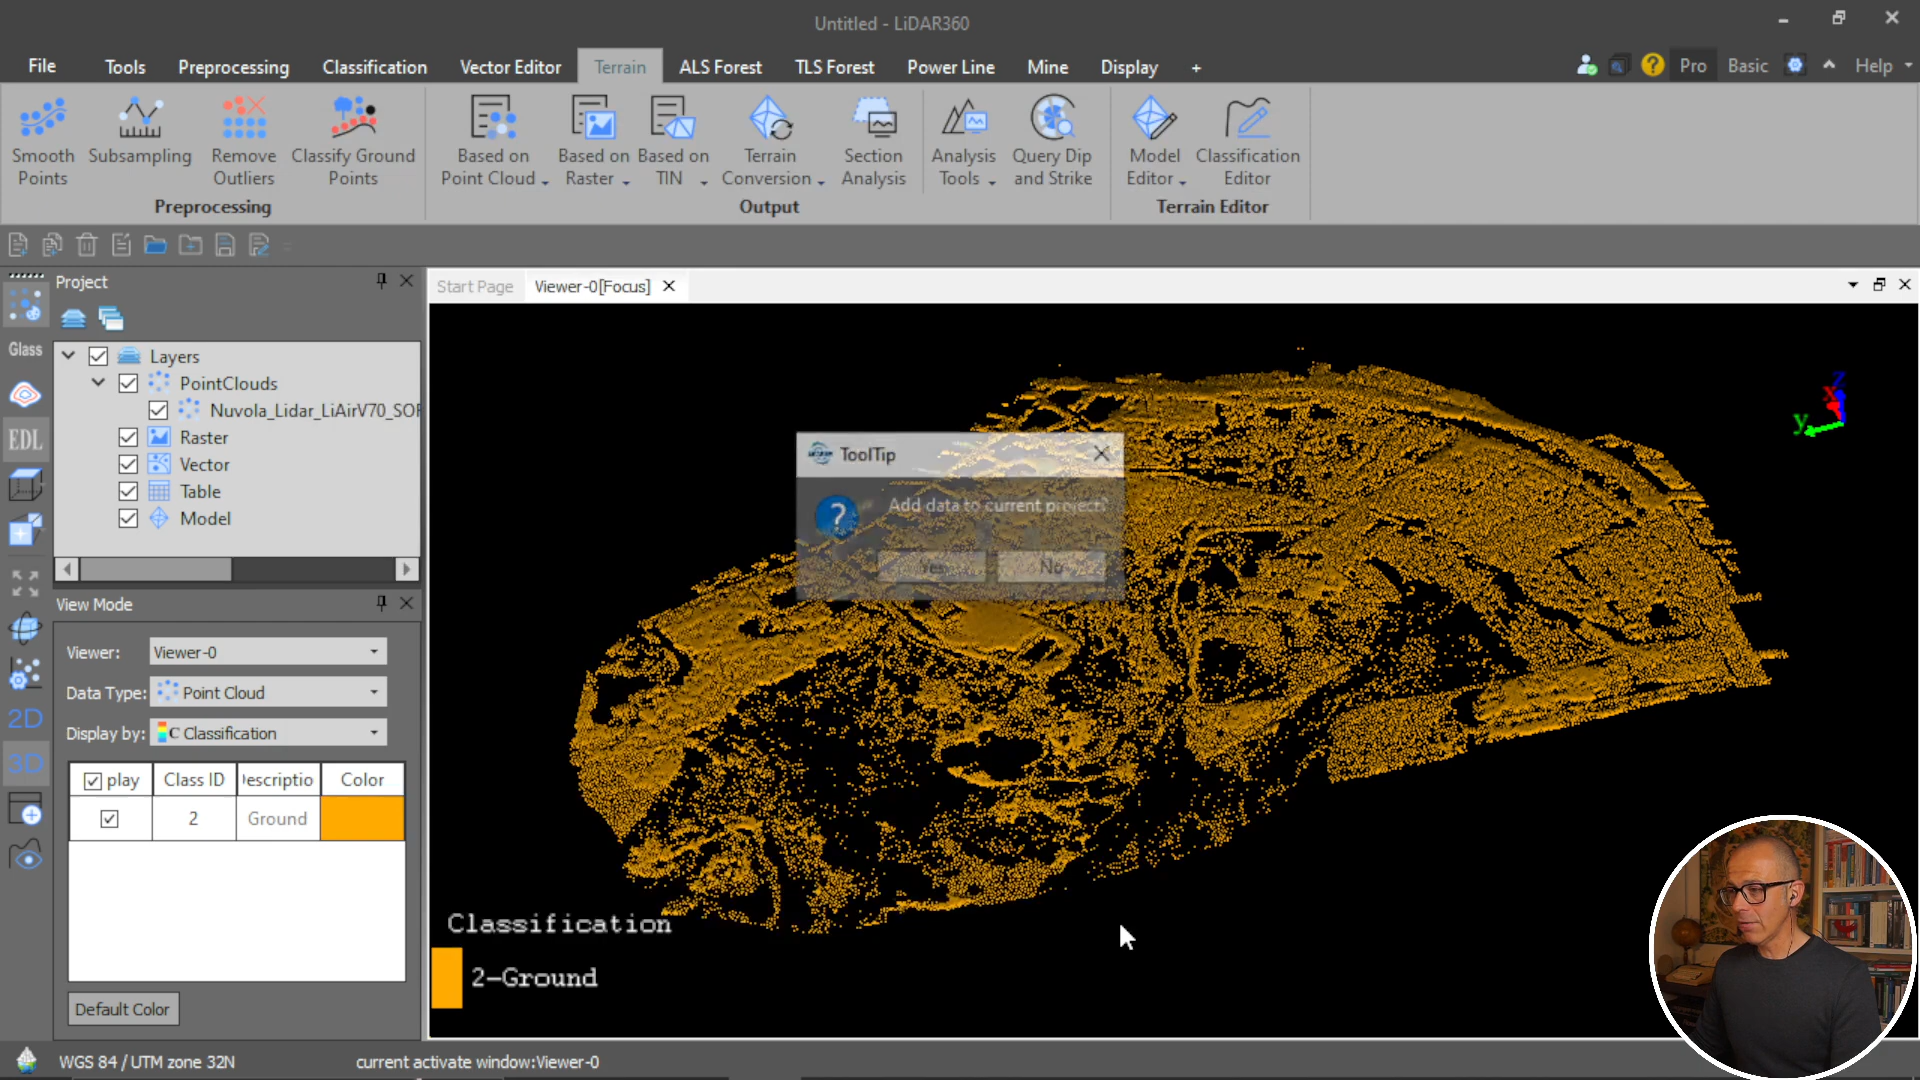 Untitled - LiDAR360
File
Tools
Preprocessing
Classification
Vector Editor
Terrain
ALS Forest
TLS Forest
Power Line
Mine
Display
+
Pro
Basic
Help
Smooth Points
Subsampling
Remove Outliers
Classify Ground Points
Based on Point Cloud
Based on Raster
Based on TIN
Terrain Conversion
Section Analysis
Analysis Tools
Query Dip and Strike
Model Editor
Classification Editor
Preprocessing
Output
Terrain Editor
Project
Start Page
Viewer-0[Focus]
Glass
EDL
2D
3D
Layers
PointClouds
Nuvola_Lidar_LiAirV70_SOF
Raster
Vector
Table
Model
ToolTip
Add data to current project?
Yes
No
x
y
z
View Mode
Viewer:
Viewer-0
Data Type:
Point Cloud
Display by:
C Classification
play
Class ID
escriptio
Color
2
Ground
Default Color
Classification
2-Ground
WGS 84 / UTM zone 32N
current activate window:Viewer-0